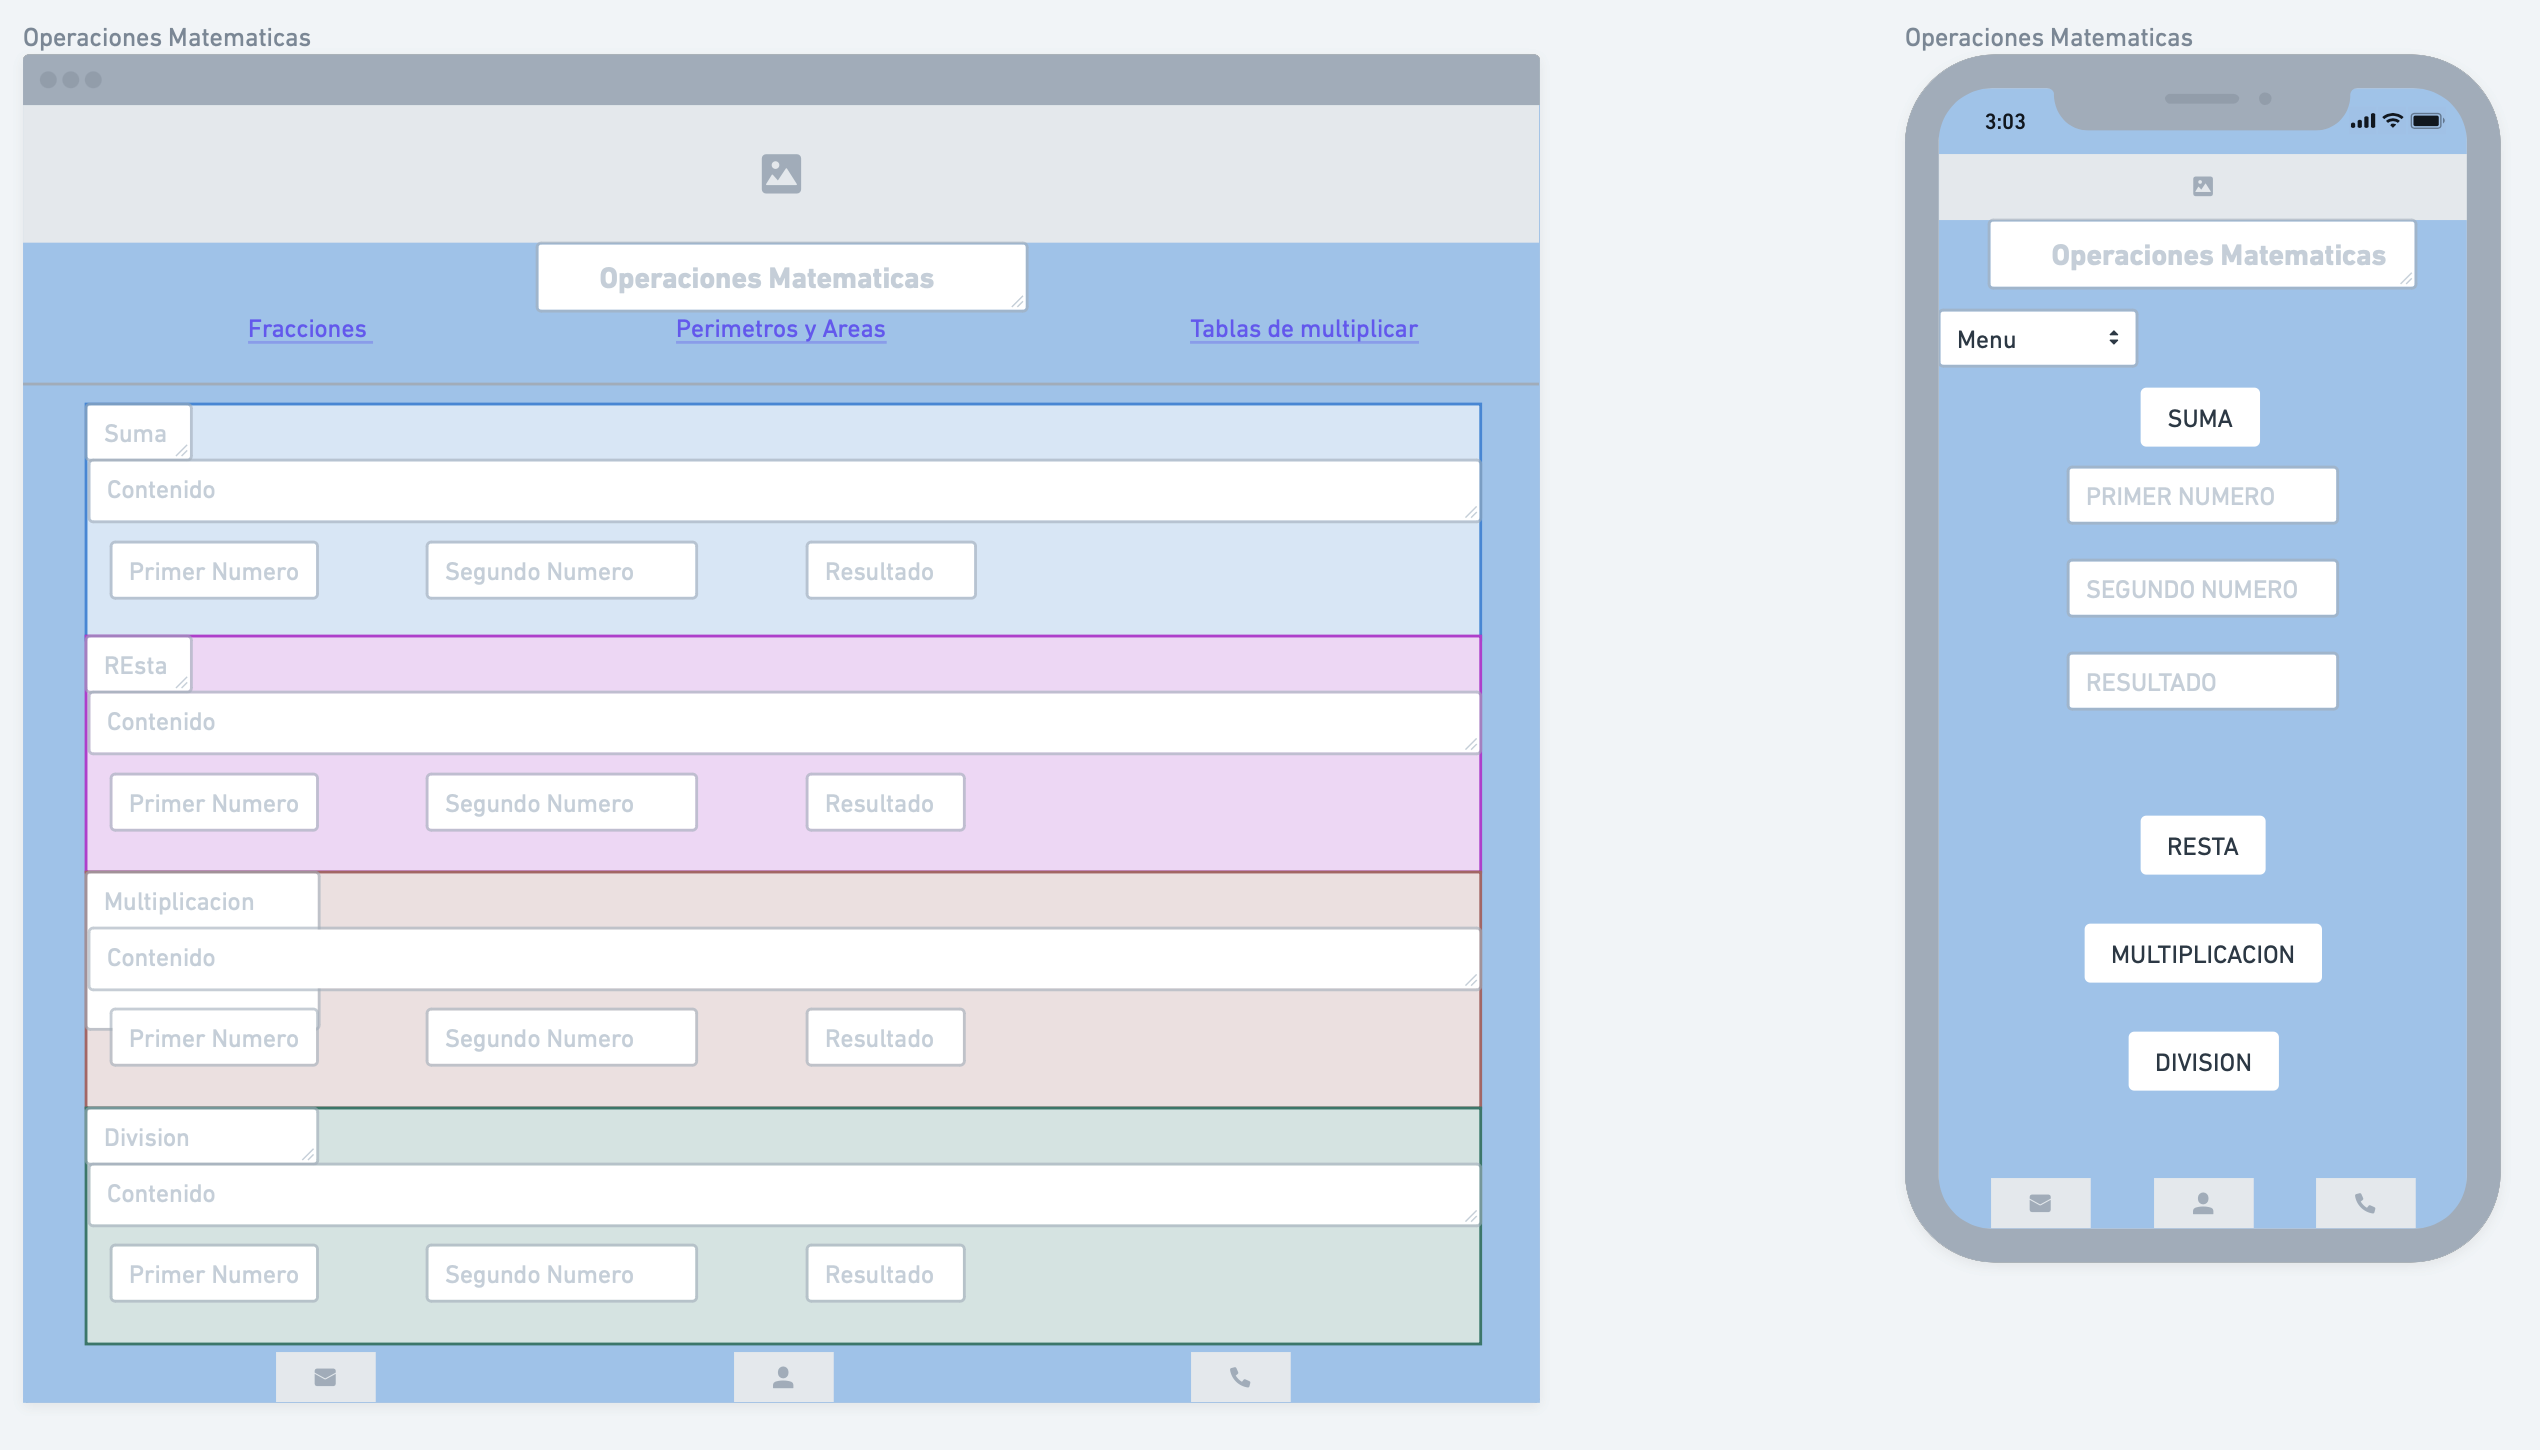 Operaciones Matematicas
Operaciones Matematicas
Fracciones
Perimetros y Areas
Tablas de multiplicar
Suma
Contenido
Primer Numero
Segundo Numero
Resultado
REsta
Contenido
Primer Numero
Segundo Numero
Resultado
Multiplicacion
Contenido
Primer Numero
Segundo Numero
Resultado
Division
Contenido
Primer Numero
Segundo Numero
Resultado
Operaciones Matematicas
3:03
Operaciones Matematicas
Menu
SUMA
PRIMER NUMERO
SEGUNDO NUMERO
RESULTADO
RESTA
MULTIPLICACION
DIVISION